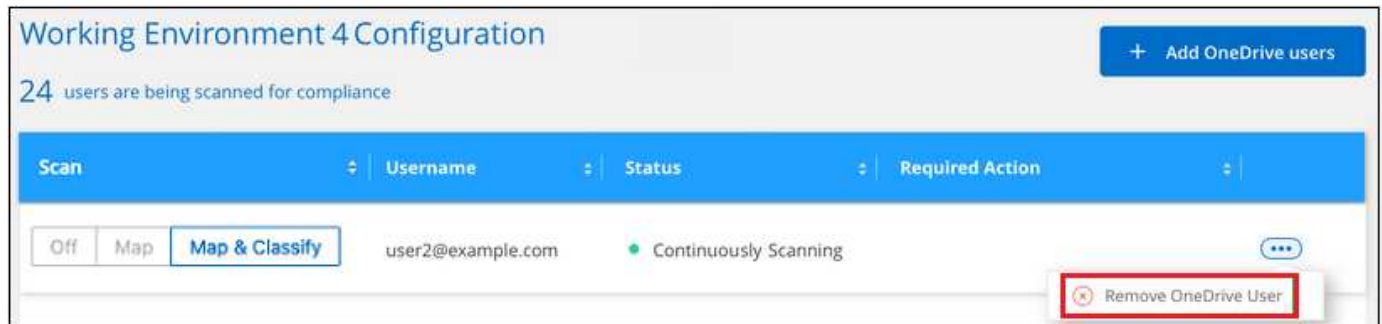 Working Environment 4 Configuration
+ Add OneDrive users
24 users are being scanned for compliance
Scan Username Status Required Action
Off Map Map & Classify user2@example.com Continuously Scanning
Remove OneDrive User